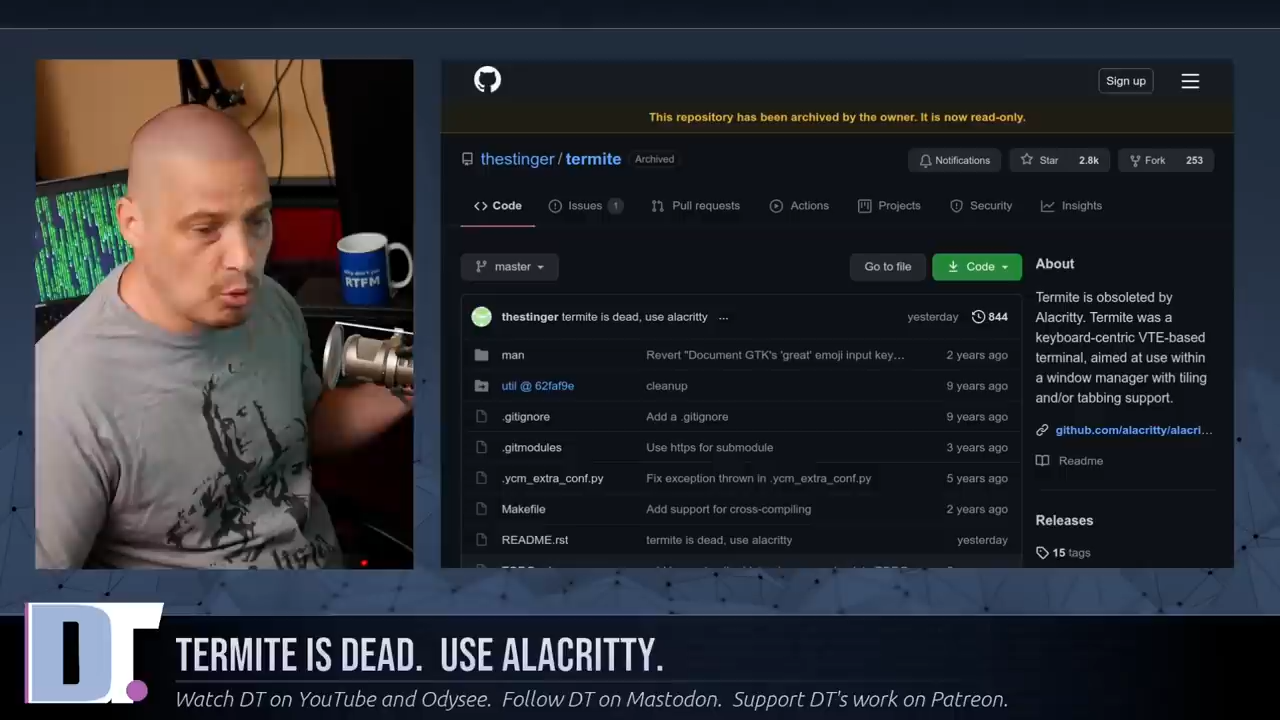 Why don't you
RTFM
Sign up
This repository has been archived by the owner. It is now read-only.
thestinger / termite Archived
Notifications Star 2.8k Fork 253
Code Issues 1 Pull requests Actions Projects Security Insights
master Go to file Code
thestinger termite is dead, use alacritty ... yesterday 844
man Revert "Document GTK's 'great' emoji input key… 2 years ago
util @ 62faf9e cleanup 9 years ago
.gitignore Add a .gitignore 9 years ago
.gitmodules Use https for submodule 3 years ago
.ycm_extra_conf.py Fix exception thrown in .ycm_extra_conf.py 5 years ago
Makefile Add support for cross-compiling 2 years ago
README.rst termite is dead, use alacritty yesterday
About
Termite is obsoleted by
Alacritty. Termite was a
keyboard-centric VTE-based
terminal, aimed at use within
a window manager with tiling
and/or tabbing support.
github.com/alacritty/alacri...
Readme
Releases
15 tags
DT.
TERMITE IS DEAD. USE ALACRITTY.
Watch DT on YouTube and Odysee. Follow DT on Mastodon. Support DT's work on Patreon.